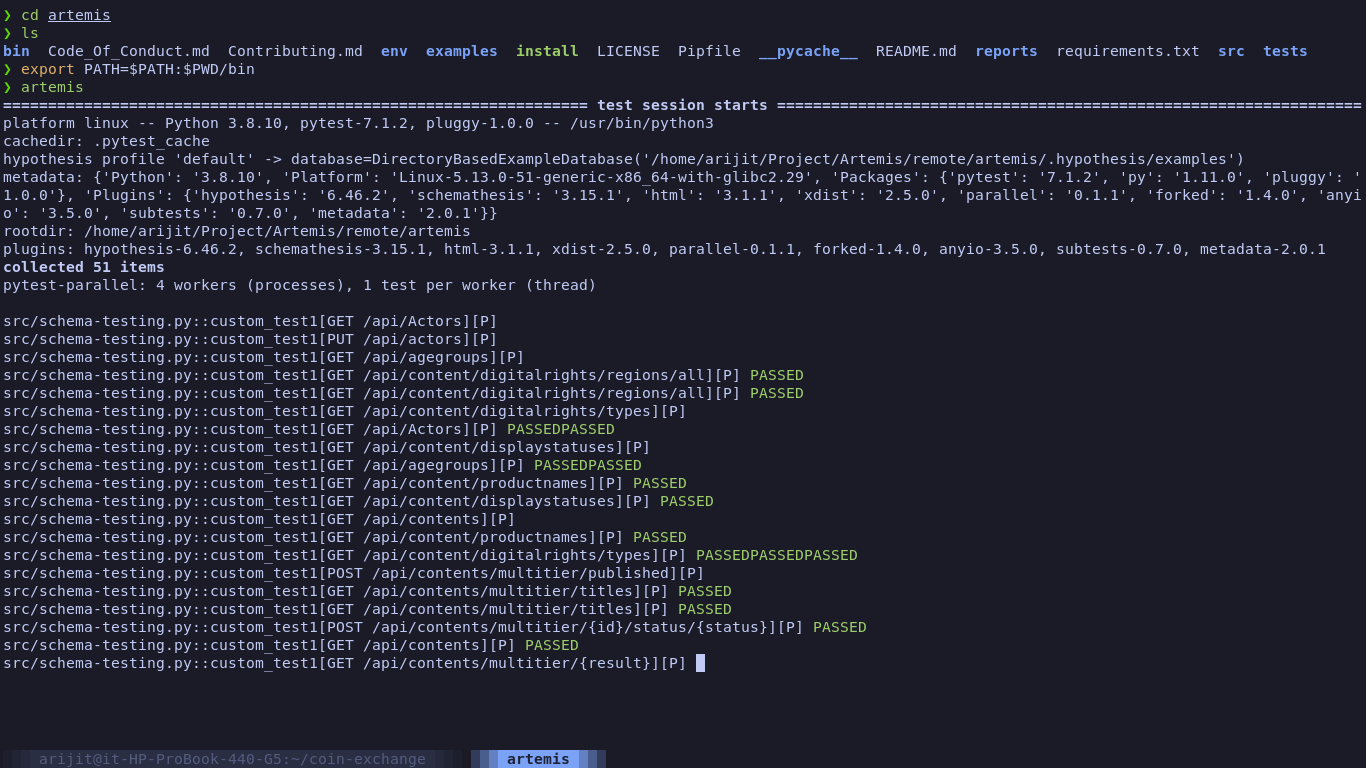 ❯ cd artemis
❯ ls
bin  Code_Of_Conduct.md  Contributing.md  env  examples  install  LICENSE  Pipfile  __pycache__  README.md  reports  requirements.txt  src  tests
❯ export PATH=$PATH:$PWD/bin
❯ artemis
================================================================= test session starts =================================================================
platform linux -- Python 3.8.10, pytest-7.1.2, pluggy-1.0.0 -- /usr/bin/python3
cachedir: .pytest_cache
hypothesis profile 'default' -> database=DirectoryBasedExampleDatabase('/home/arijit/Project/Artemis/remote/artemis/.hypothesis/examples')
metadata: {'Python': '3.8.10', 'Platform': 'Linux-5.13.0-51-generic-x86_64-with-glibc2.29', 'Packages': {'pytest': '7.1.2', 'py': '1.11.0', 'pluggy': '
1.0.0'}, 'Plugins': {'hypothesis': '6.46.2', 'schemathesis': '3.15.1', 'html': '3.1.1', 'xdist': '2.5.0', 'parallel': '0.1.1', 'forked': '1.4.0', 'anyi
o': '3.5.0', 'subtests': '0.7.0', 'metadata': '2.0.1'}}
rootdir: /home/arijit/Project/Artemis/remote/artemis
plugins: hypothesis-6.46.2, schemathesis-3.15.1, html-3.1.1, xdist-2.5.0, parallel-0.1.1, forked-1.4.0, anyio-3.5.0, subtests-0.7.0, metadata-2.0.1
collected 51 items
pytest-parallel: 4 workers (processes), 1 test per worker (thread)
src/schema-testing.py::custom_test1[GET /api/Actors][P]
src/schema-testing.py::custom_test1[PUT /api/actors][P]
src/schema-testing.py::custom_test1[GET /api/agegroups][P]
src/schema-testing.py::custom_test1[GET /api/content/digitalrights/regions/all][P] PASSED
src/schema-testing.py::custom_test1[GET /api/content/digitalrights/regions/all][P] PASSED
src/schema-testing.py::custom_test1[GET /api/content/digitalrights/types][P]
src/schema-testing.py::custom_test1[GET /api/Actors][P] PASSEDPASSED
src/schema-testing.py::custom_test1[GET /api/content/displaystatuses][P]
src/schema-testing.py::custom_test1[GET /api/agegroups][P] PASSEDPASSED
src/schema-testing.py::custom_test1[GET /api/content/productnames][P] PASSED
src/schema-testing.py::custom_test1[GET /api/content/displaystatuses][P] PASSED
src/schema-testing.py::custom_test1[GET /api/contents][P]
src/schema-testing.py::custom_test1[GET /api/content/productnames][P] PASSED
src/schema-testing.py::custom_test1[GET /api/content/digitalrights/types][P] PASSEDPASSEDPASSED
src/schema-testing.py::custom_test1[POST /api/contents/multitier/published][P]
src/schema-testing.py::custom_test1[GET /api/contents/multitier/titles][P] PASSED
src/schema-testing.py::custom_test1[GET /api/contents/multitier/titles][P] PASSED
src/schema-testing.py::custom_test1[POST /api/contents/multitier/{id}/status/{status}][P] PASSED
src/schema-testing.py::custom_test1[GET /api/contents][P] PASSED
src/schema-testing.py::custom_test1[GET /api/contents/multitier/{result}][P]
arijit@it-HP-ProBook-440-G5:~/coin-exchange  artemis